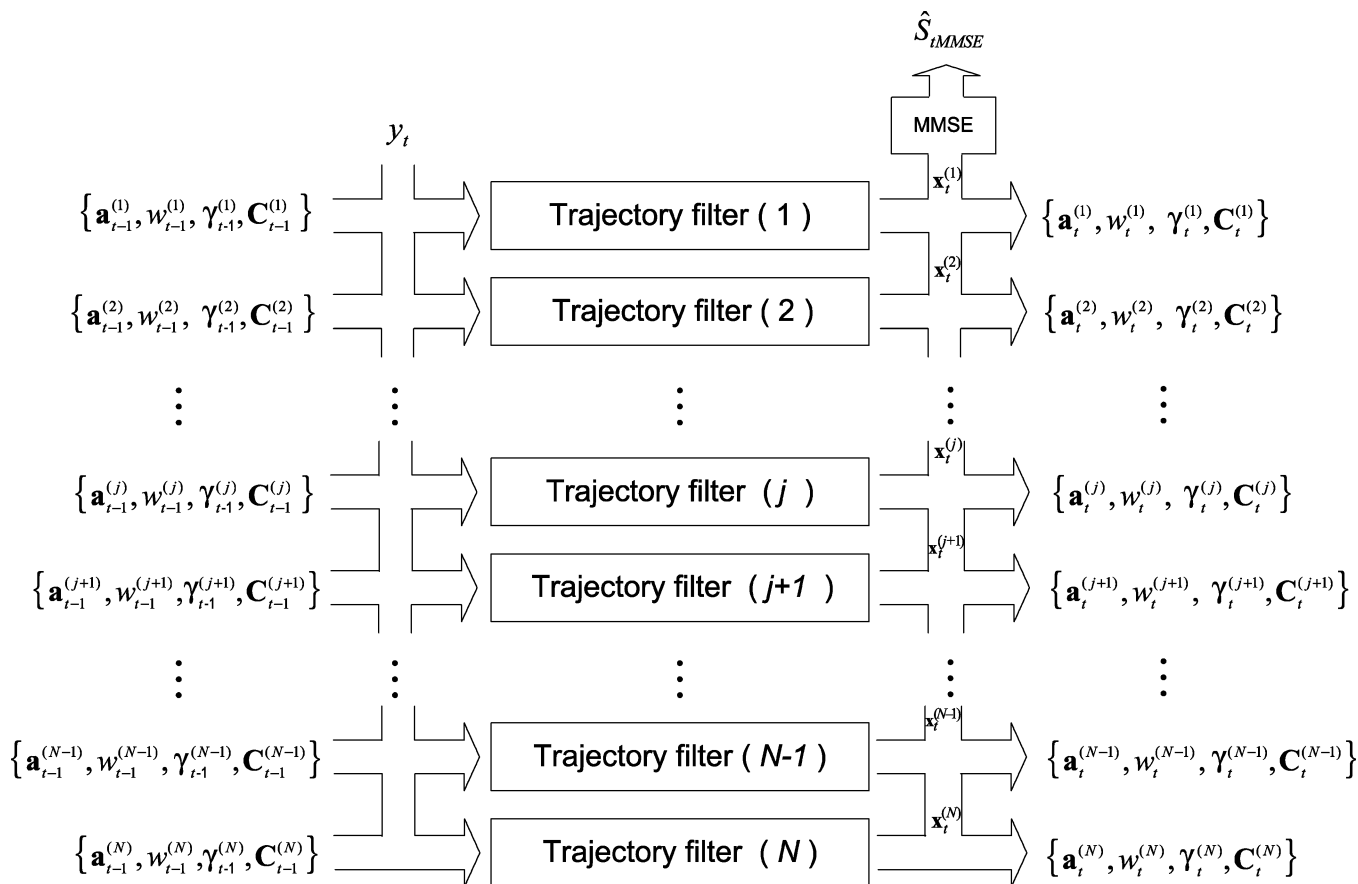 Ŝ_{tMMSE}
MMSE
y_t
x_t^{(1)}
{a_{t−1}^{(1)}, w_{t−1}^{(1)}, γ_{t-1}^{(1)}, C_{t−1}^{(1)}} Trajectory filter ( 1 ) {a_t^{(1)}, w_t^{(1)}, γ_t^{(1)}, C_t^{(1)}}
x_t^{(2)}
{a_{t−1}^{(2)}, w_{t−1}^{(2)}, γ_{t-1}^{(2)}, C_{t−1}^{(2)}} Trajectory filter ( 2 ) {a_t^{(2)}, w_t^{(2)}, γ_t^{(2)}, C_t^{(2)}}
⋮ ⋮ ⋮ ⋮ ⋮
x_t^{(j)}
{a_{t−1}^{(j)}, w_{t−1}^{(j)}, γ_{t-1}^{(j)}, C_{t−1}^{(j)}} Trajectory filter ( j ) {a_t^{(j)}, w_t^{(j)}, γ_t^{(j)}, C_t^{(j)}}
x_t^{(j+1)}
{a_{t−1}^{(j+1)}, w_{t−1}^{(j+1)}, γ_{t-1}^{(j+1)}, C_{t−1}^{(j+1)}} Trajectory filter ( j+1 ) {a_t^{(j+1)}, w_t^{(j+1)}, γ_t^{(j+1)}, C_t^{(j+1)}}
⋮ ⋮ ⋮ ⋮ ⋮
x_t^{(N−1)}
{a_{t−1}^{(N−1)}, w_{t−1}^{(N−1)}, γ_{t-1}^{(N−1)}, C_{t−1}^{(N−1)}} Trajectory filter ( N-1 ) {a_t^{(N−1)}, w_t^{(N−1)}, γ_t^{(N−1)}, C_t^{(N−1)}}
x_t^{(N)}
{a_{t−1}^{(N)}, w_{t−1}^{(N)}, γ_{t-1}^{(N)}, C_{t−1}^{(N)}} Trajectory filter ( N ) {a_t^{(N)}, w_t^{(N)}, γ_t^{(N)}, C_t^{(N)}}